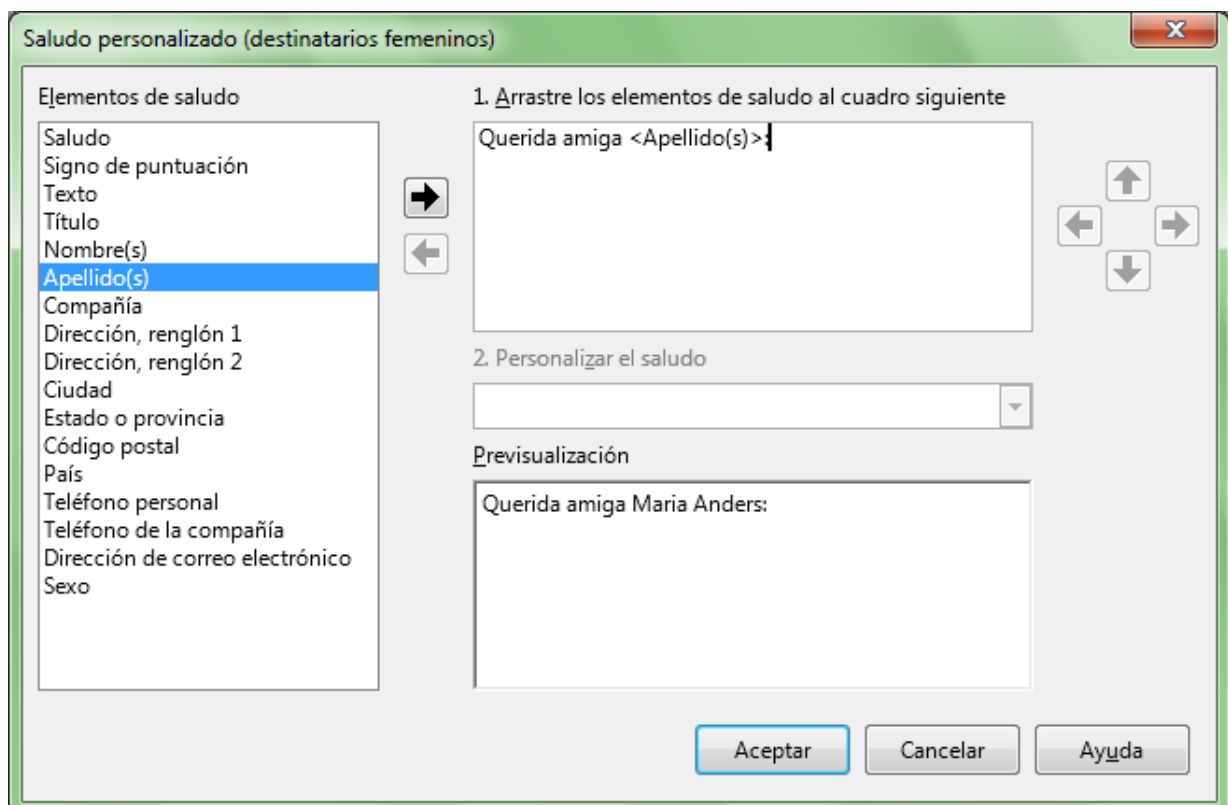 Saludo personalizado (destinatarios femeninos)
Elementos de saludo
Saludo
Signo de puntuación
Texto
Título
Nombre(s)
Apellido(s)
Compañía
Dirección, renglón 1
Dirección, renglón 2
Ciudad
Estado o provincia
Código postal
País
Teléfono personal
Teléfono de la compañía
Dirección de correo electrónico
Sexo
1. Arrastre los elementos de saludo al cuadro siguiente
Querida amiga <Apellido(s)>:
2. Personalizar el saludo
Previsualización
Querida amiga Maria Anders:
Aceptar
Cancelar
Ayuda